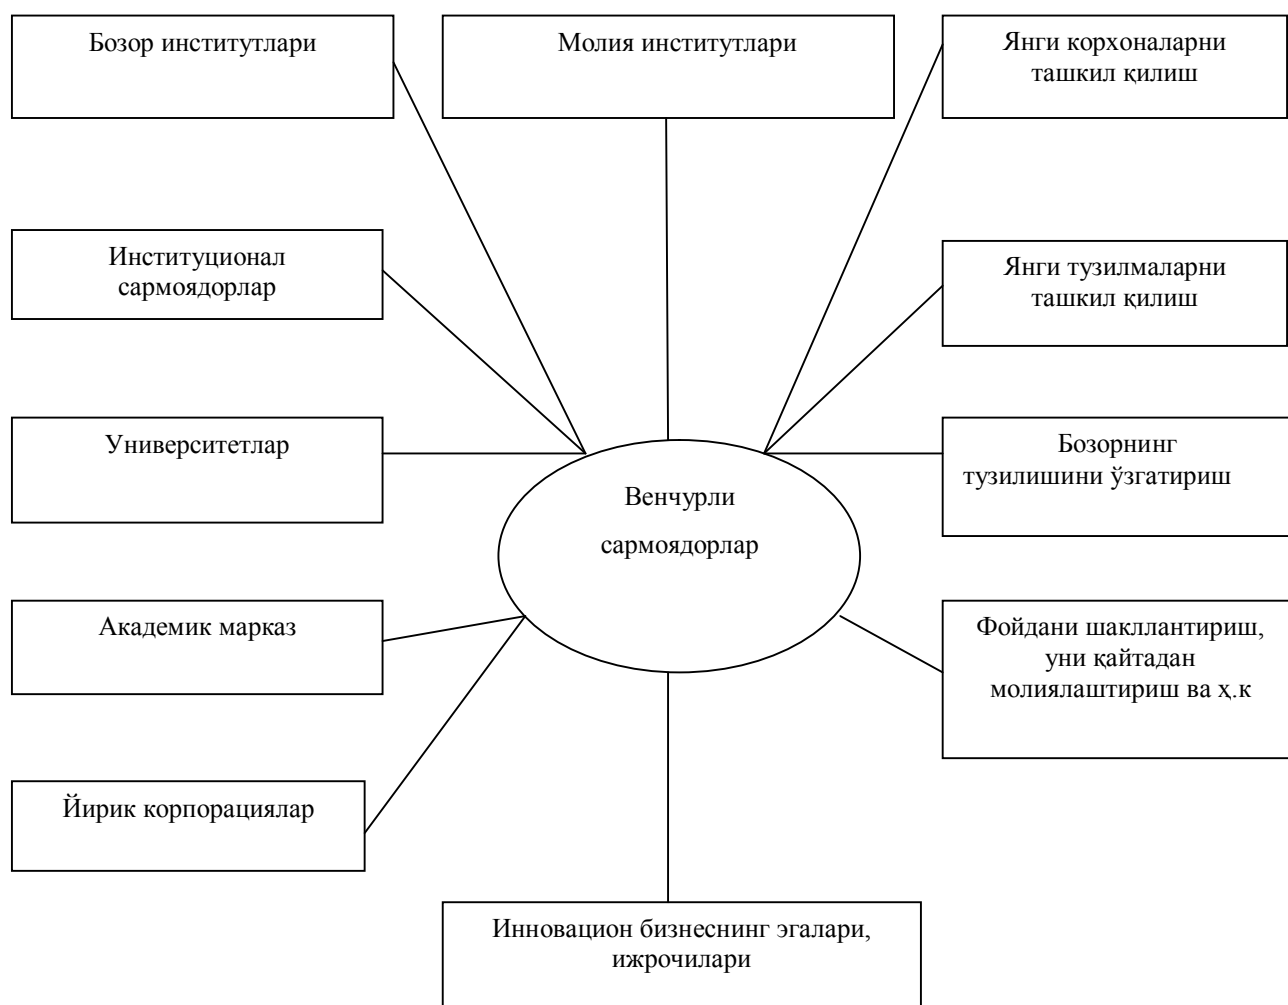 Бозор институтлари
Молия институтлари
Янги корхоналарни
ташкил қилиш
Институционал
сармоядорлар
Янги тузилмаларни
ташкил қилиш
Университетлар
Бозорнинг
тузилишини ўзгатириш
Венчурли
сармоядорлар
Академик марказ
Фойдани шакллантириш,
уни қайтадан
молиялаштириш ва ҳ.к
Йирик корпорациялар
Инновацион бизнеснинг эгалари,
ижрочилари